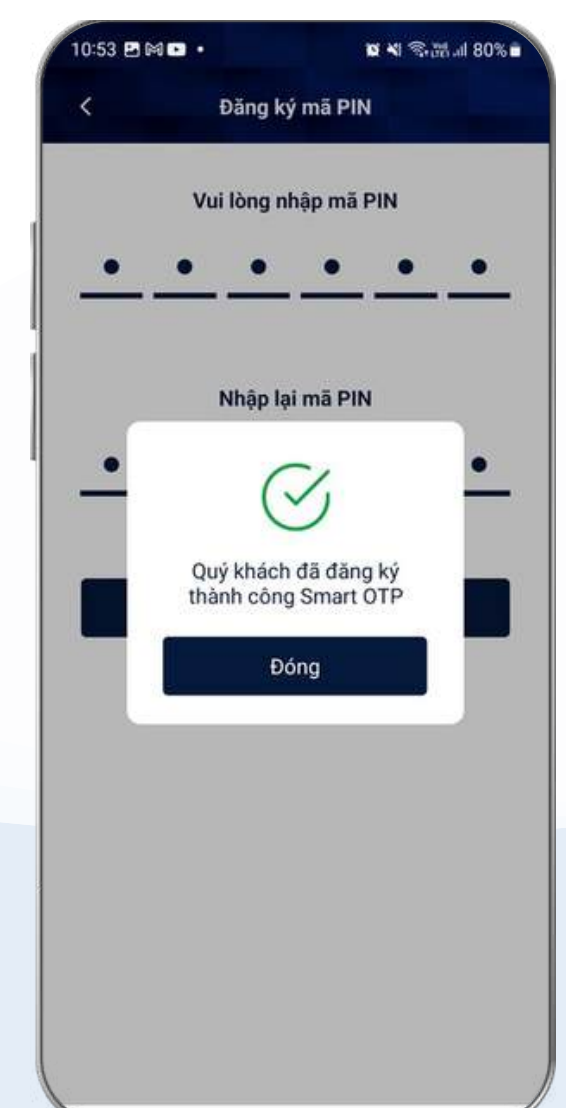 10:53 80%
Đăng ký mã PIN
Vui lòng nhập mã PIN
Nhập lại mã PIN
Quý khách đã đăng ký
thành công Smart OTP
Đóng